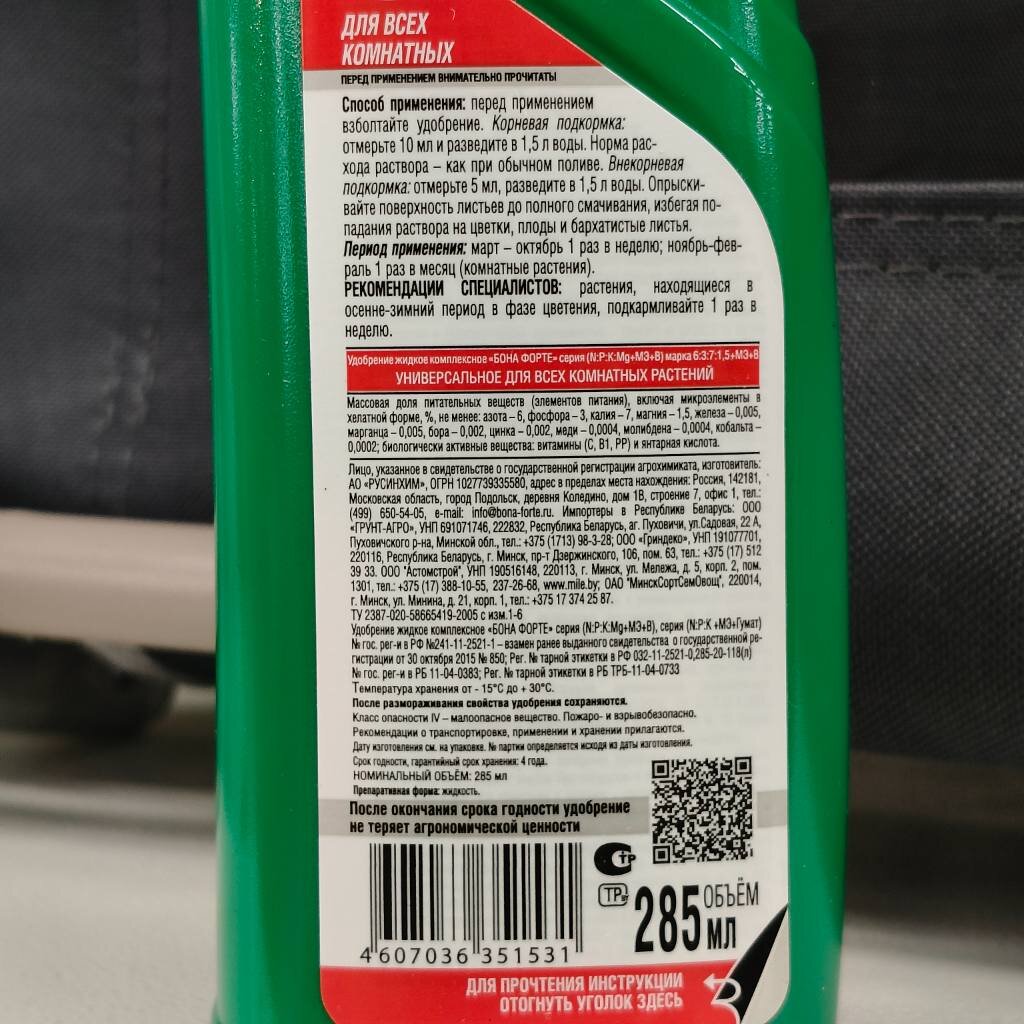 ДЛЯ ВСЕХ
КОМНАТНЫХ
ПЕРЕД ПРИМЕНЕНИЕМ ВНИМАТЕЛЬНО ПРОЧИТАТЬ!
Способ применения: перед применением
взболтайте удобрение. Корневая подкормка:
отмерьте 10 мл и разведите в 1,5 л воды. Норма рас-
хода раствора – как при обычном поливе. Внекорневая
подкормка: отмерьте 5 мл, разведите в 1,5 л воды. Опрыски-
вайте поверхность листьев до полного смачивания, избегая по-
падания раствора на цветки, плоды и бархатистые листья.
Период применения: март – октябрь 1 раз в неделю; ноябрь-фев-
раль 1 раз в месяц (комнатные растения).
РЕКОМЕНДАЦИИ СПЕЦИАЛИСТОВ: растения, находящиеся в
осенне-зимний период в фазе цветения, подкармливайте 1 раз в
неделю.
Удобрение жидкое комплексное «БОНА ФОРТЕ» серия (N:P:K:Mg+МЭ+В) марка 6:3:7:1,5+МЭ+В
УНИВЕРСАЛЬНОЕ ДЛЯ ВСЕХ КОМНАТНЫХ РАСТЕНИЙ
Массовая доля питательных веществ (элементов питания), включая микроэлементы в
хелатной форме, %, не менее: азота – 6, фосфора – 3, калия – 7, магния – 1,5, железа – 0,005,
марганца – 0,005, бора – 0,002, цинка – 0,002, меди – 0,0004, молибдена – 0,0004, кобальта –
0,0002; биологически активные вещества: витамины (С, В1, РР) и янтарная кислота.
Лицо, указанное в свидетельстве о государственной регистрации агрохимиката, изготовитель:
АО «РУСИНХИМ», ОГРН 1027739335580, адрес в пределах места нахождения: Россия, 142181,
Московская область, город Подольск, деревня Коледино, дом 1В, строение 7, офис 1, тел.:
(499) 650-54-05, e-mail: info@bona-forte.ru. Импортеры в Республике Беларусь: ООО
«ГРУНТ-АГРО», УНП 691071746, 222832, Республика Беларусь, аг. Пуховичи, ул.Садовая, 22 А,
Пуховичского р-на, Минской обл., тел.: +375 (1713) 98-3-28; ООО «Гриндеко», УНП 191077701,
220116, Республика Беларусь, г. Минск, пр-т Дзержинского, 106, пом. 63, тел.: +375 (17) 512
39 33. ООО "Астомстрой", УНП 190516148, 220113, г. Минск, ул. Мележа, д. 5, корп. 2, пом.
1301, тел.: +375 (17) 388-10-55, 237-26-68, www.mile.by; ОАО "МинскСортСемОвощ", 220014,
г. Минск, ул. Минина, д. 21, корп. 1, тел.: +375 17 374 25 87.
ТУ 2387-020-58665419-2005 с изм.1-6
Удобрение жидкое комплексное «БОНА ФОРТЕ» серия (N:P:K:Mg+МЭ+В), серия (N:P:K +МЭ+Гумат)
№ гос. рег-и в РФ №241-11-2521-1 – взамен ранее выданного свидетельства о государственной ре-
гистрации от 30 октября 2015 № 850; Рег. № тарной этикетки в РФ 032-11-2521-0,285-20-118(л)
№ гос. рег-и в РБ 11-04-0383; Рег. № тарной этикетки в РБ ТРБ-11-04-0733
Температура хранения от - 15°С до + 30°С.
После размораживания свойства удобрения сохраняются.
Класс опасности IV – малоопасное вещество. Пожаро- и взрывобезопасно.
Рекомендации о транспортировке, применении и хранении прилагаются.
Дату изготовления см. на упаковке. № партии определяется исходя из даты изготовления.
Срок годности, гарантийный срок хранения: 4 года.
НОМИНАЛЬНЫЙ ОБЪЁМ: 285 мл
Препаративная форма: жидкость.
После окончания срока годности удобрение
не теряет агрономической ценности
4 607036 351531
285 ОБЪЁМ
МЛ
ДЛЯ ПРОЧТЕНИЯ ИНСТРУКЦИИ
ОТОГНУТЬ УГОЛОК ЗДЕСЬ